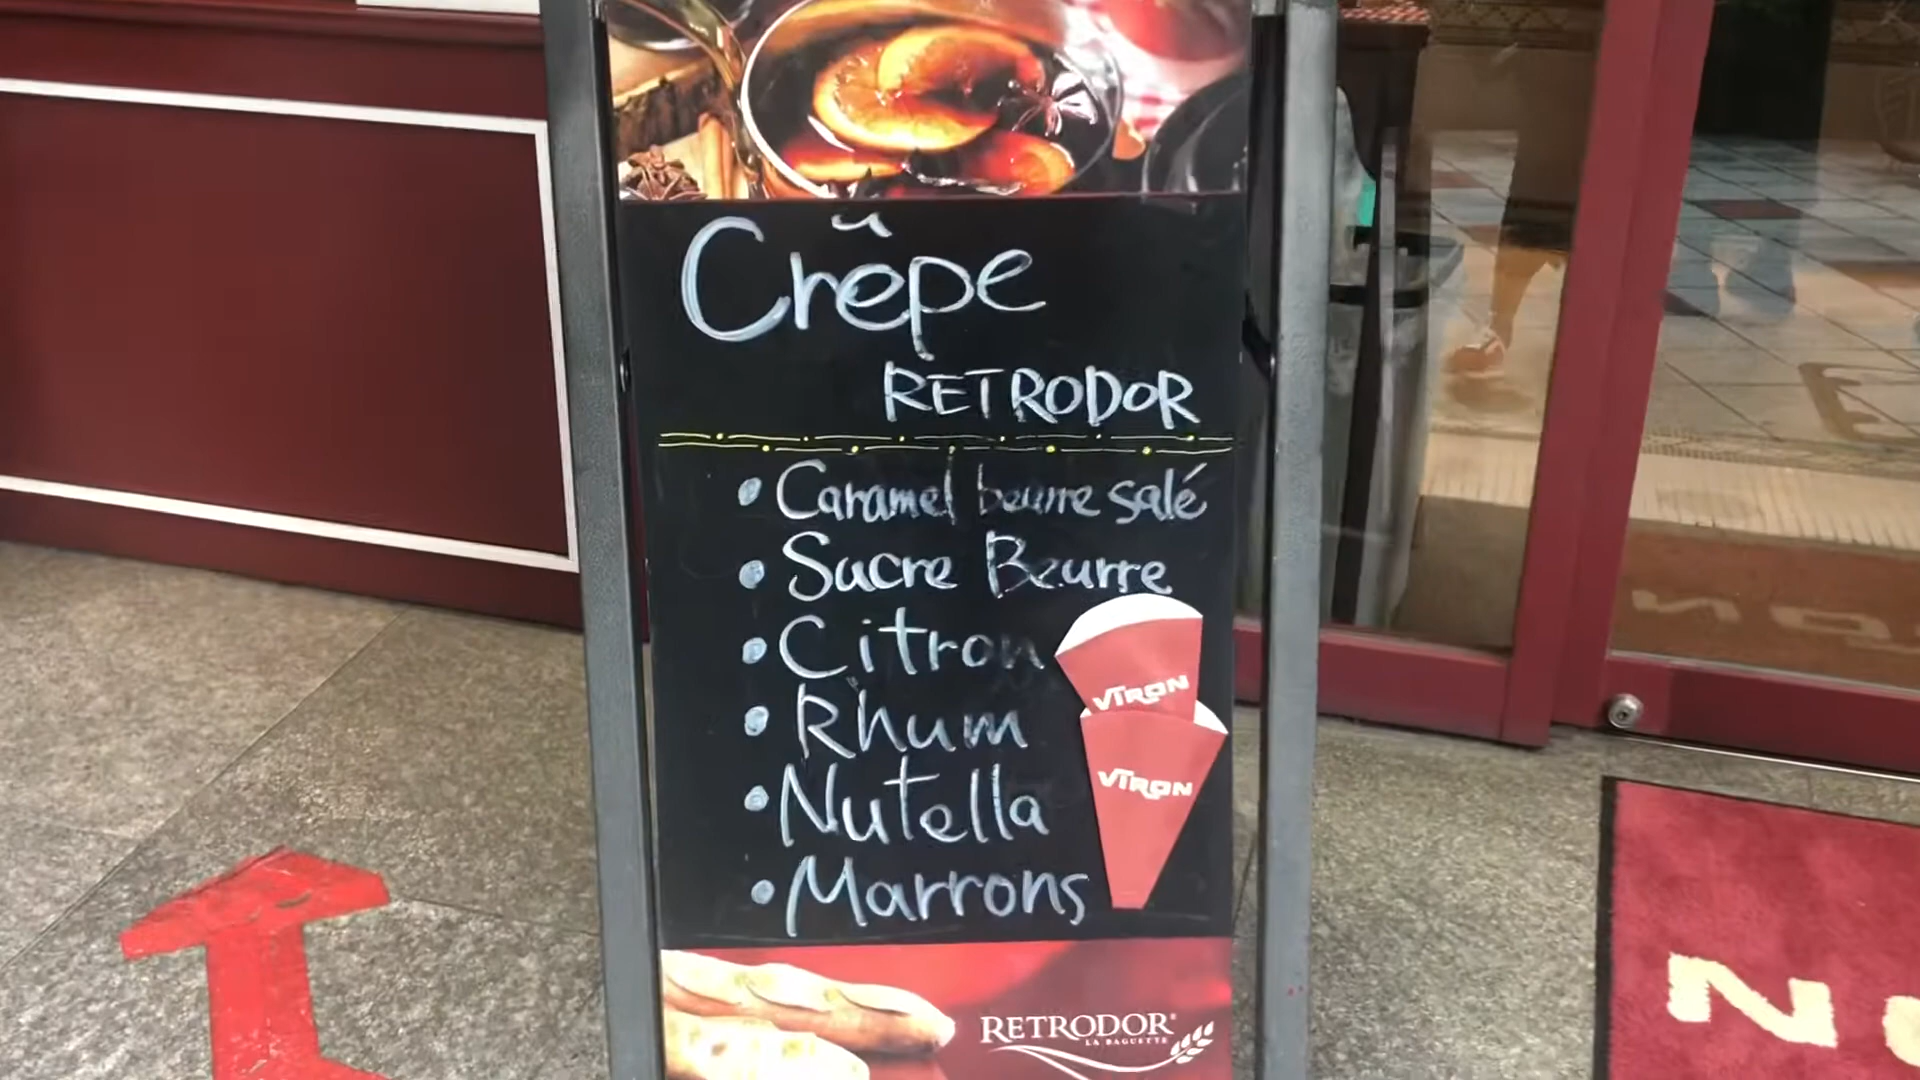 Crêpe
RETRODOR
• Caramel beurre salé
• Sucre Beurre
• Citron
• Rhum
• Nutella
• Marrons
VIRON
VIRON
RETRODOR
LA BAGUETTE